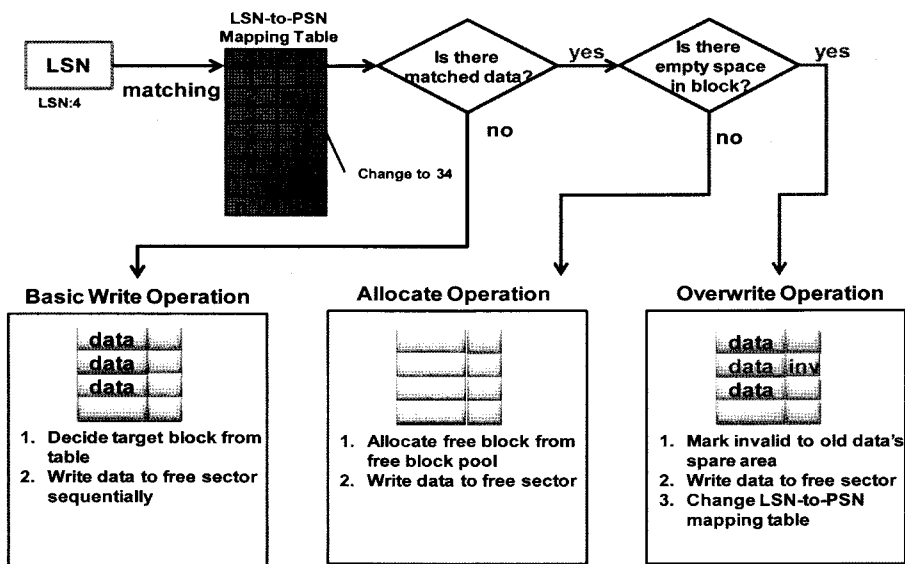 LSN-to-PSN
Mapping Table
LSN
LSN:4
matching
Is there
matched data?
yes
Is there
empty space
in block?
yes
no
no
Change to 34
Basic Write Operation
data
data
data
1. Decide target block from
table
2. Write data to free sector
sequentially
Allocate Operation
1. Allocate free block from
free block pool
2. Write data to free sector
Overwrite Operation
data
data inv
data
1. Mark invalid to old data's
spare area
2. Write data to free sector
3. Change LSN-to-PSN
mapping table